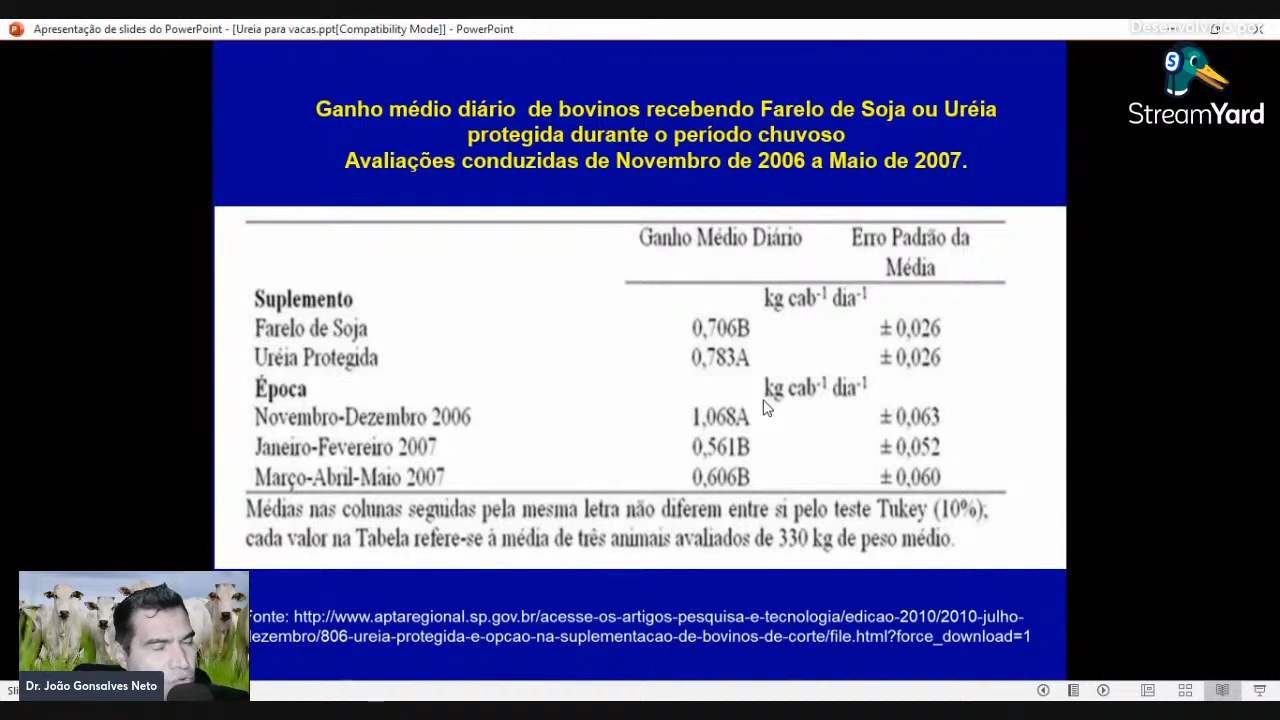 Apresentação de slides do PowerPoint - [Ureia para vacas.ppt[Compatibility Mode]] - PowerPoint
Desenvolvido por
StreamYard
Ganho médio diário de bovinos recebendo Farelo de Soja ou Uréia
protegida durante o período chuvoso
Avaliações conduzidas de Novembro de 2006 a Maio de 2007.
Ganho Médio Diário Erro Padrão da
Média
Suplemento kg cab-1 dia-1
Farelo de Soja 0,706B ± 0,026
Uréia Protegida 0,783A ± 0,026
Época kg cab-1 dia-1
Novembro-Dezembro 2006 1,068A ± 0,063
Janeiro-Fevereiro 2007 0,561B ± 0,052
Março-Abril-Maio 2007 0,606B ± 0,060
Médias nas colunas seguidas pela mesma letra não diferem entre si pelo teste Tukey (10%);
cada valor na Tabela refere-se à média de três animais avaliados de 330 kg de peso médio.
onte: http://www.aptaregional.sp.gov.br/acesse-os-artigos-pesquisa-e-tecnologia/edicao-2010/2010-julho-
ezembro/806-ureia-protegida-e-opcao-na-suplementacao-de-bovinos-de-corte/file.html?force_download=1
Dr. João Gonsalves Neto